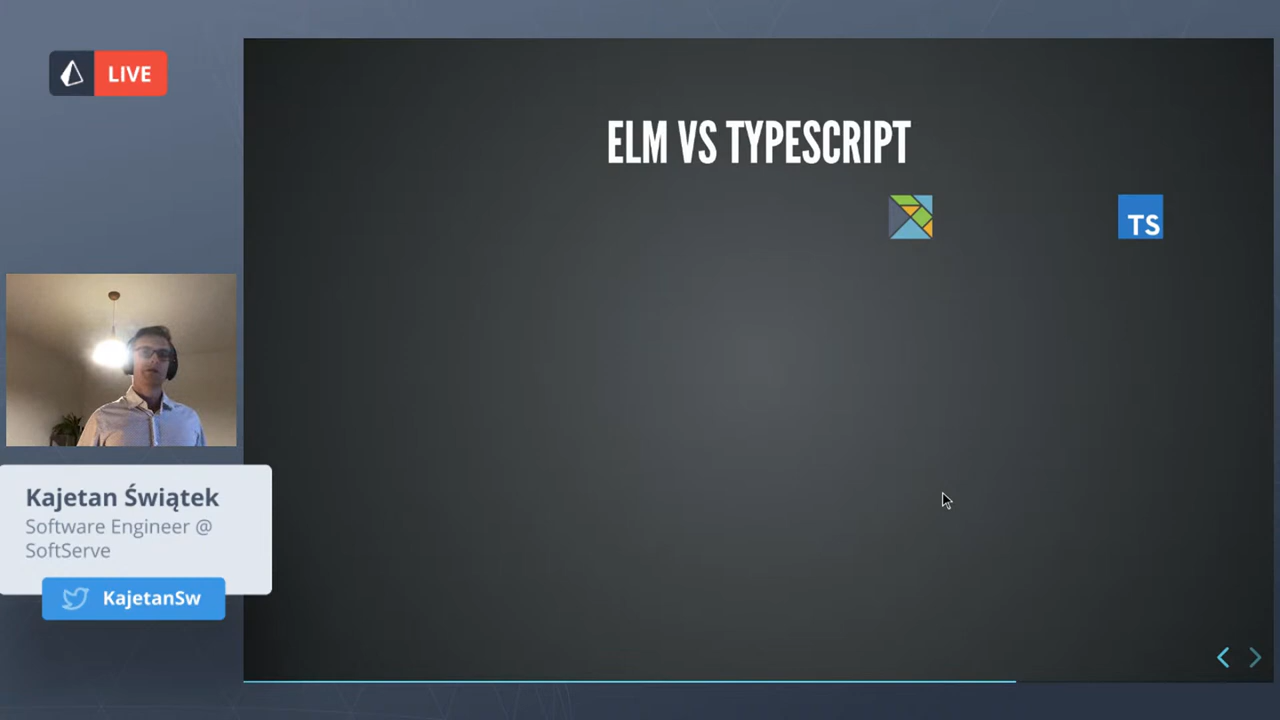 LIVE
ELM VS TYPESCRIPT
TS
Kajetan Świątek
Software Engineer @
SoftServe
KajetanSw